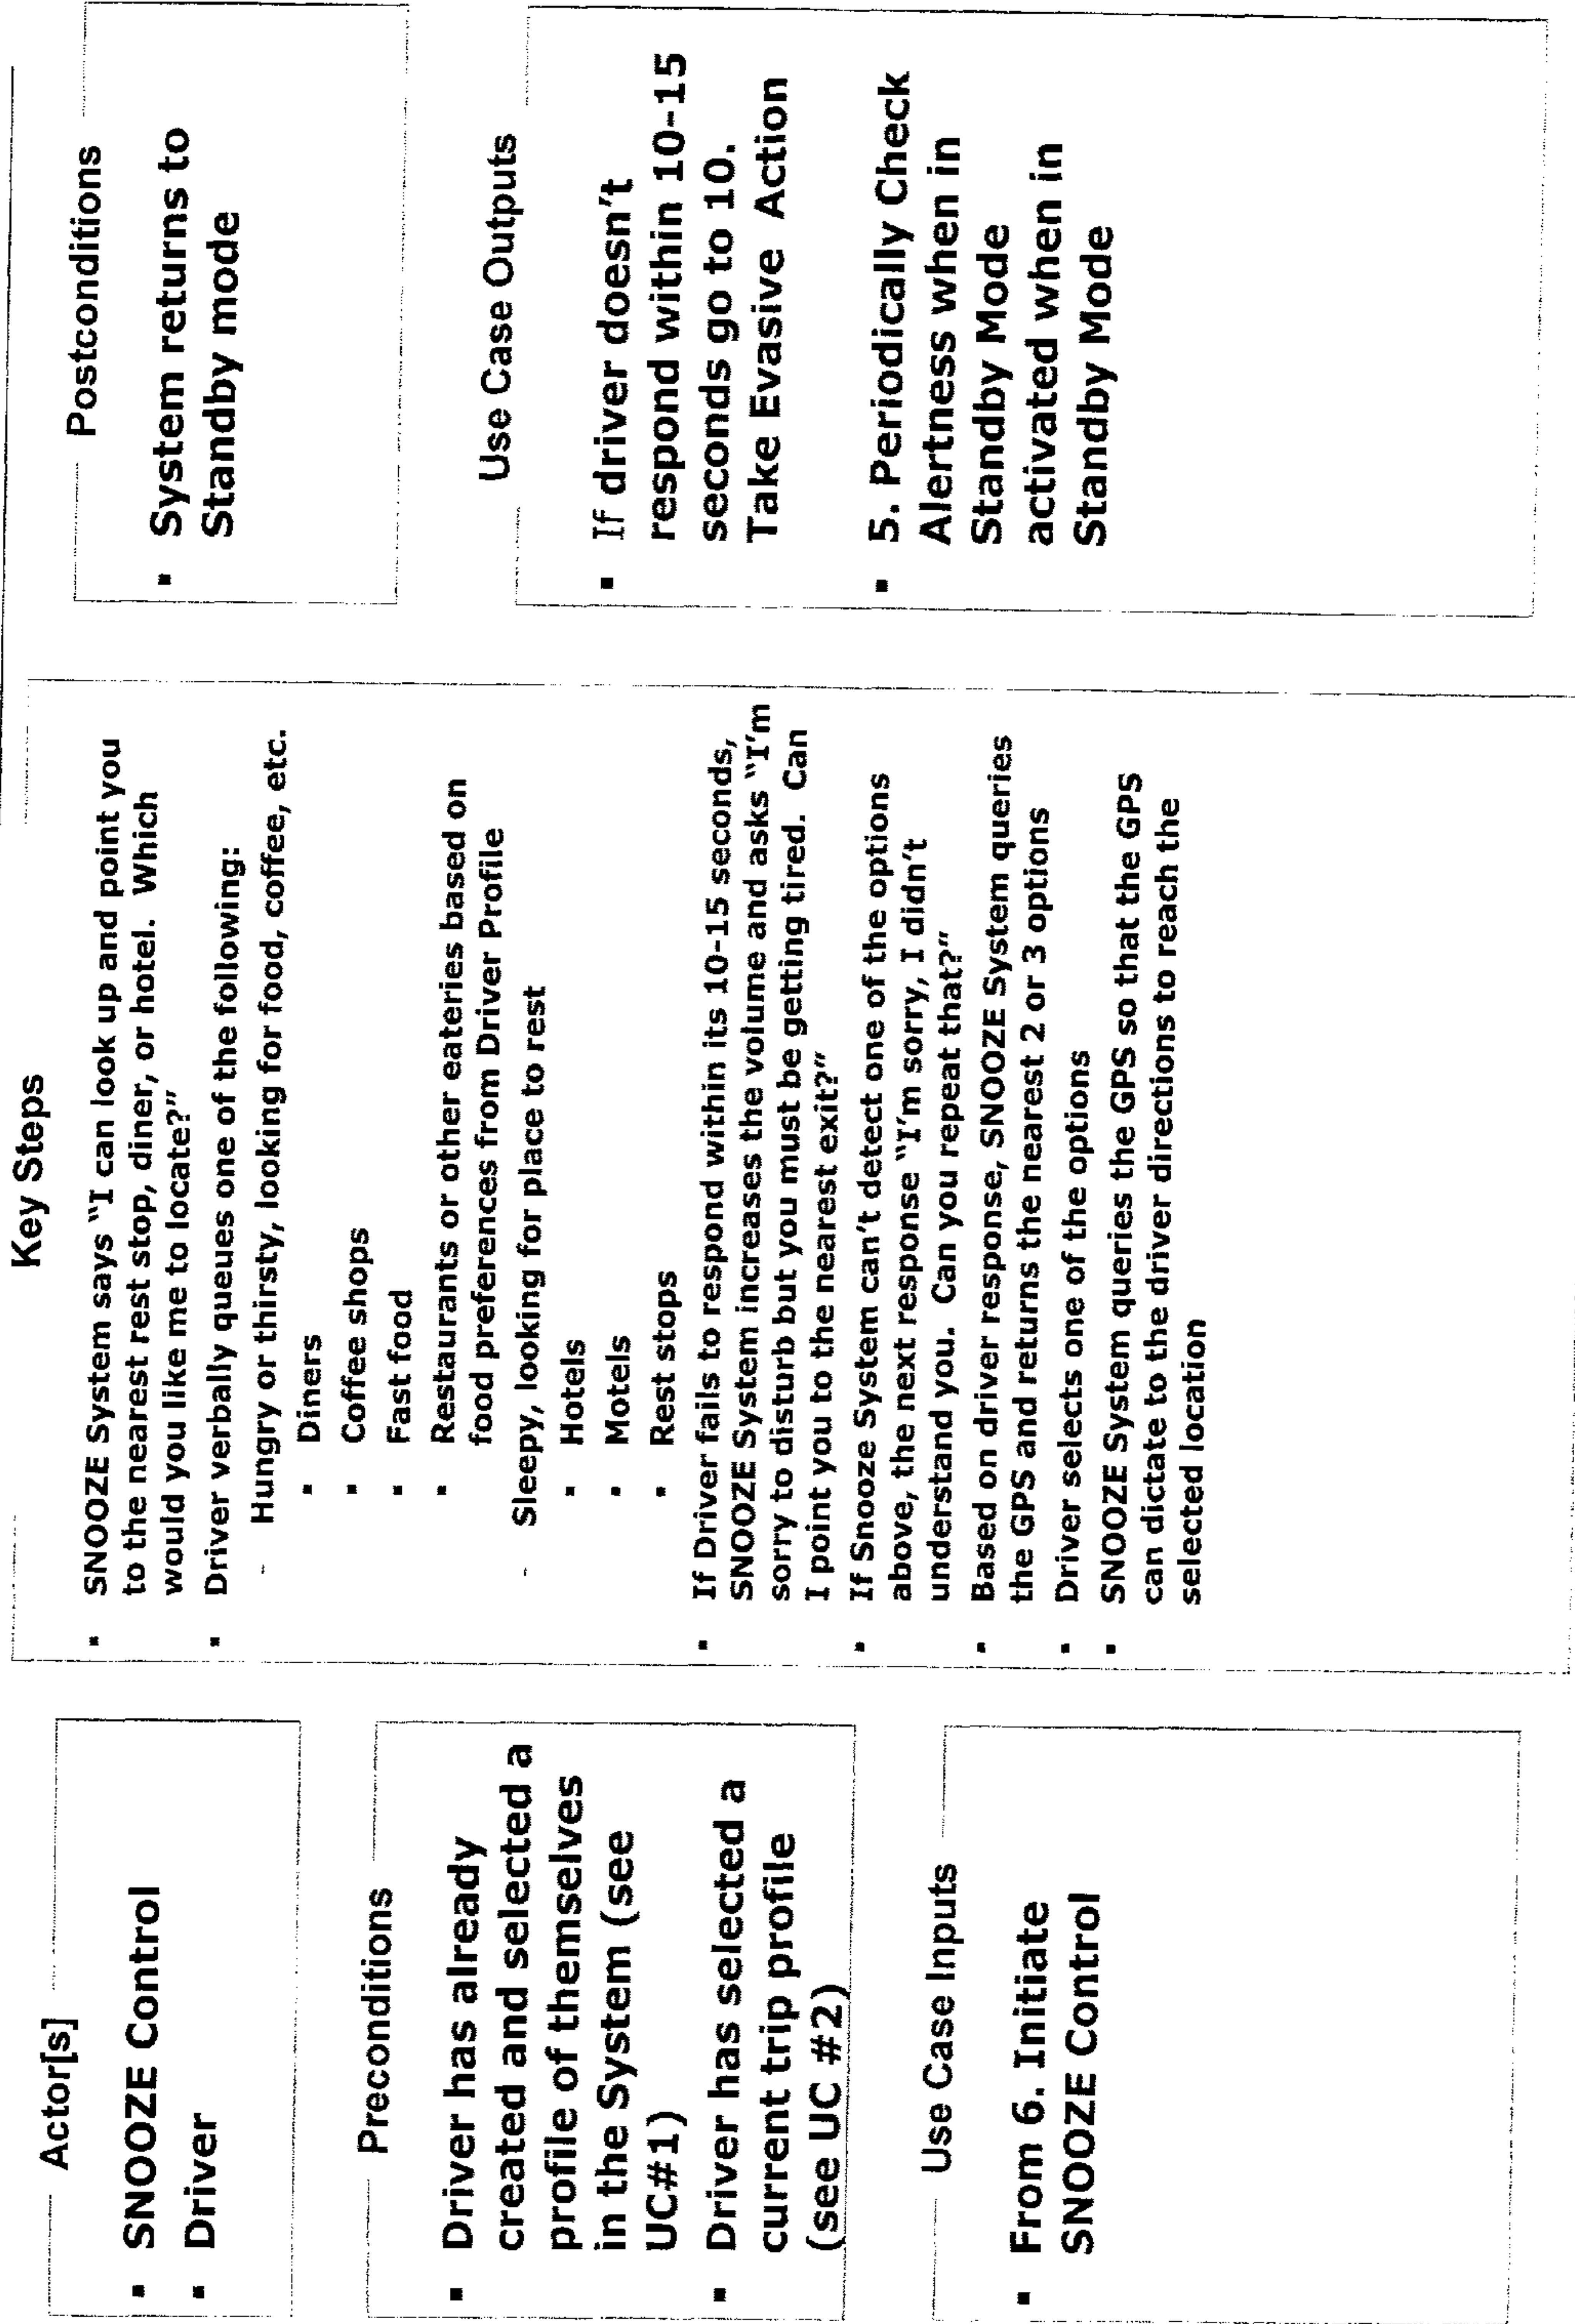 Actor[s]
▪ SNOOZE Control
▪ Driver
Preconditions
▪ Driver has already
created and selected a
profile of themselves
in the System (see
UC#1)
▪ Driver has selected a
current trip profile
(see UC #2)
Use Case Inputs
▪ From 6. Initiate
SNOOZE Control
Key Steps
▪ SNOOZE System says “I can look up and point you
to the nearest rest stop, diner, or hotel. Which
would you like me to locate?”
▪ Driver verbally queues one of the following:
- Hungry or thirsty, looking for food, coffee, etc.
▪ Diners
▪ Coffee shops
▪ Fast food
▪ Restaurants or other eateries based on
food preferences from Driver Profile
- Sleepy, looking for place to rest
▪ Hotels
▪ Motels
▪ Rest stops
▪ If Driver fails to respond within its 10-15 seconds,
SNOOZE System increases the volume and asks “I’m
sorry to disturb but you must be getting tired. Can
I point you to the nearest exit?”
▪ If Snooze System can’t detect one of the options
above, the next response “I’m sorry, I didn’t
understand you. Can you repeat that?”
▪ Based on driver response, SNOOZE System queries
the GPS and returns the nearest 2 or 3 options
▪ Driver selects one of the options
▪ SNOOZE System queries the GPS so that the GPS
can dictate to the driver directions to reach the
selected location
Postconditions
▪ System returns to
Standby mode
Use Case Outputs
▪ If driver doesn’t
respond within 10-15
seconds go to 10.
Take Evasive Action
▪ 5. Periodically Check
Alertness when in
Standby Mode
activated when in
Standby Mode